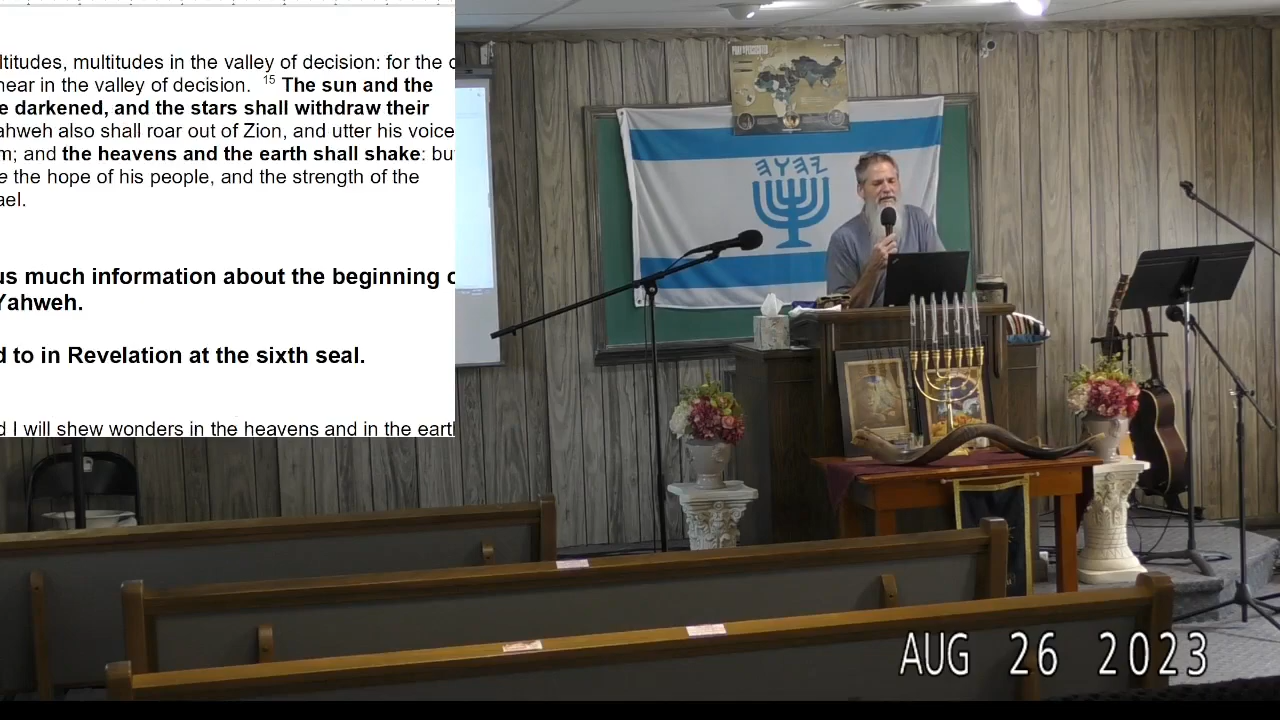 ltitudes, multitudes in the valley of decision: for the
near in the valley of decision. 15 The sun and the
e darkened, and the stars shall withdraw their
ahweh also shall roar out of Zion, and utter his voice
m; and the heavens and the earth shall shake: bu
e the hope of his people, and the strength of the
ael.
us much information about the beginning
Yahweh.
d to in Revelation at the sixth seal.
d I will shew wonders in the heavens and in the eart
𐤉𐤄𐤅𐤄
AUG 26 2023